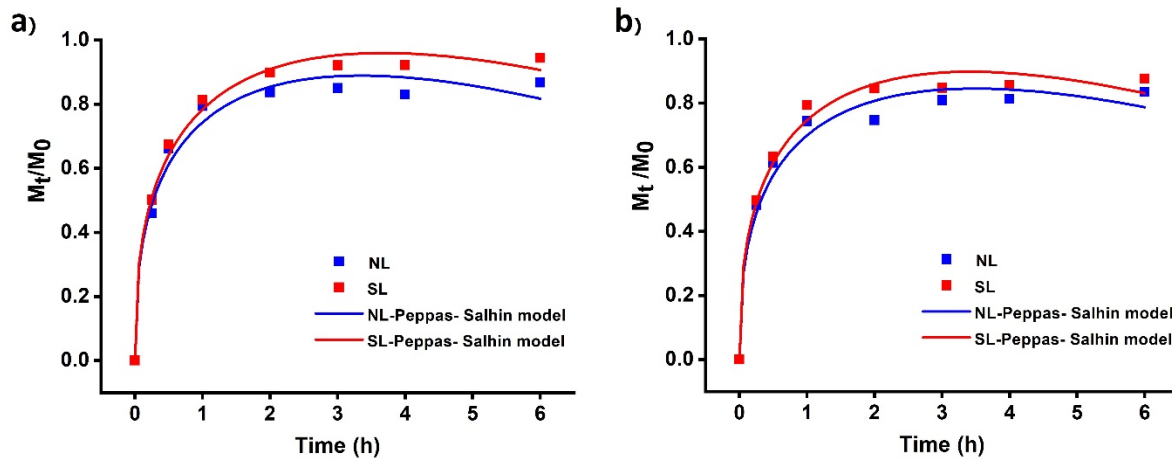 a)
1.0
0.8
0.6
0.4
0.2
0.0
Mt/M0
NL
SL
NL-Peppas- Salhin model
SL-Peppas- Salhin model
0 1 2 3 4 5 6
Time (h)
b)
1.0
0.8
0.6
0.4
0.2
0.0
Mt /M0
NL
SL
NL-Peppas- Salhin model
SL-Peppas- Salhin model
0 1 2 3 4 5 6
Time (h)